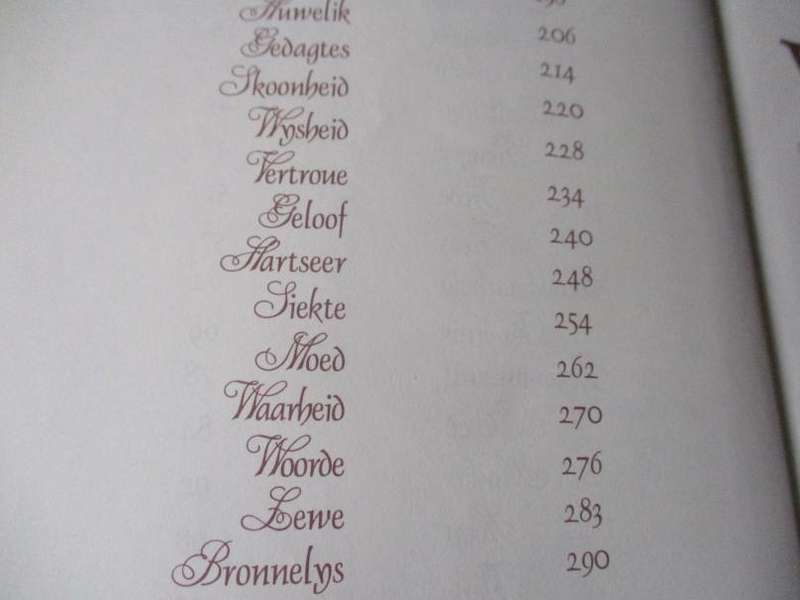 Huwelik 206
Gedagtes 214
Skoonheid 220
Wysheid 228
Vertroue 234
Geloof 240
Hartseer 248
Siekte 254
Moed 262
Waarheid 270
Woorde 276
Lewe 283
Bronnelys 290